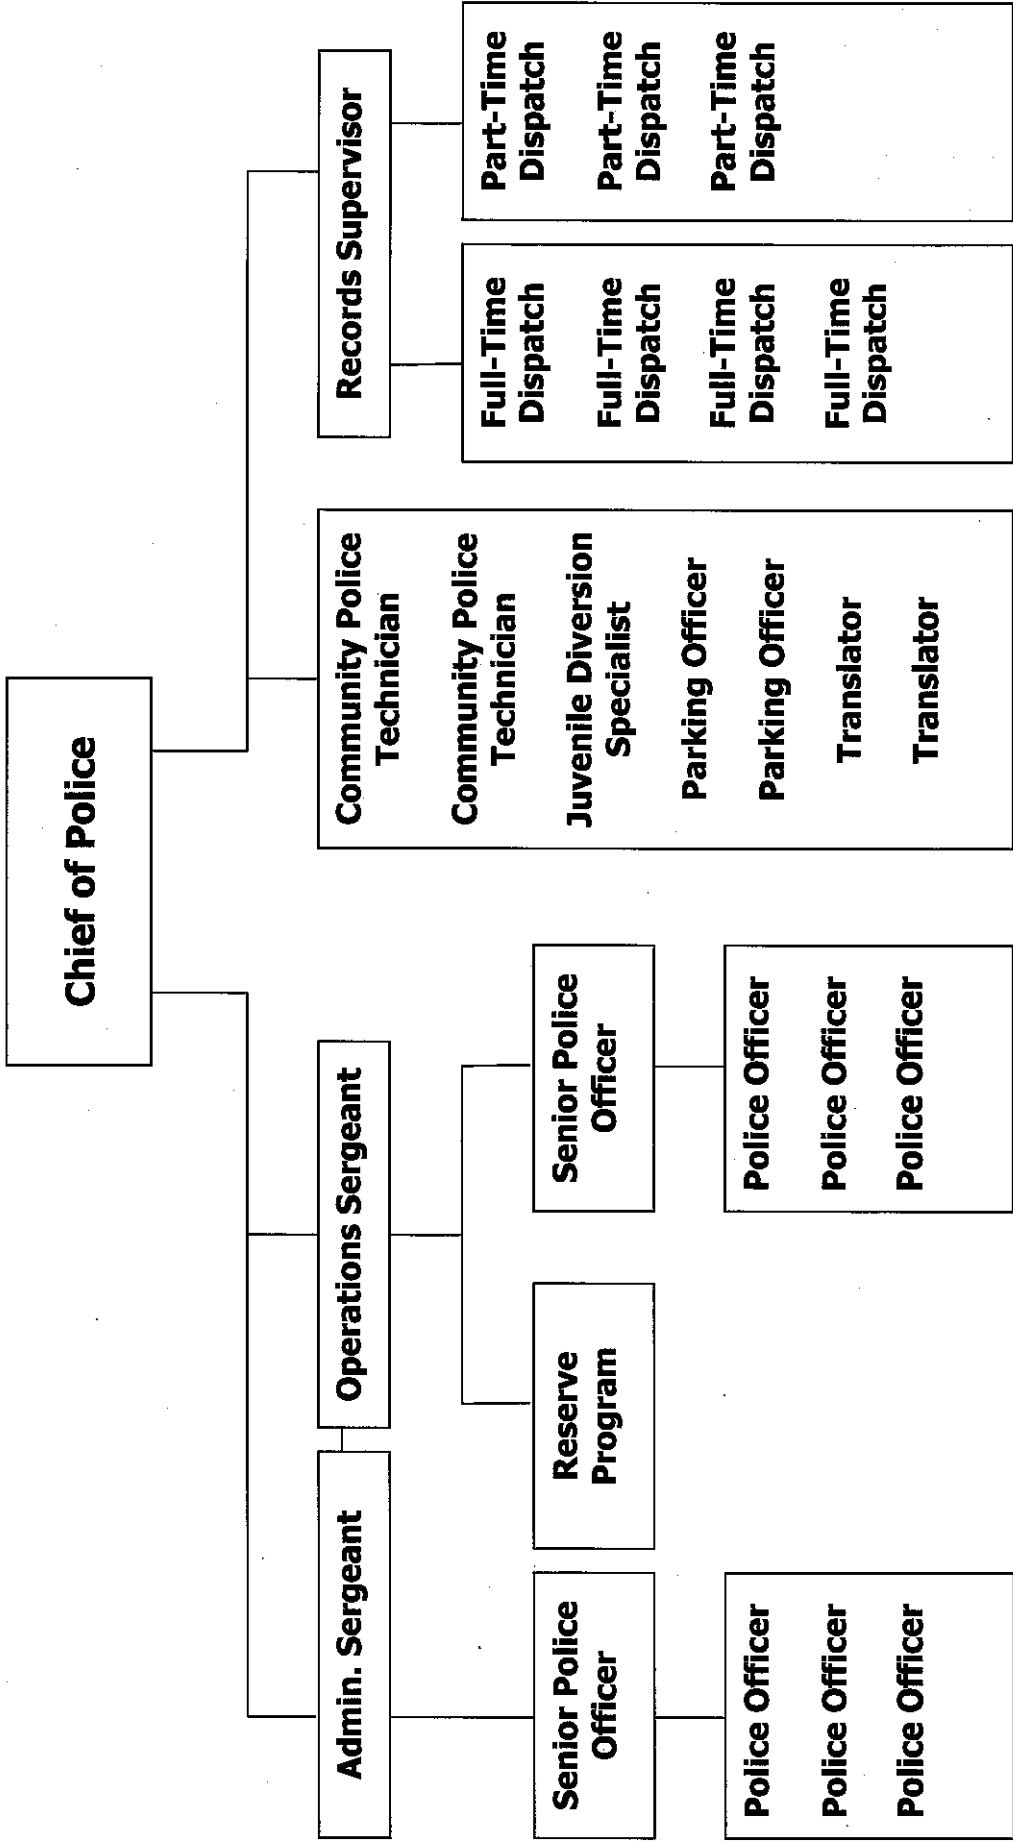 Chief of Police
Admin. Sergeant
Operations Sergeant
Records Supervisor
Senior Police
Officer
Police Officer
Police Officer
Police Officer
Reserve
Program
Senior Police
Officer
Police Officer
Police Officer
Police Officer
Community Police
Technician
Community Police
Technician
Juvenile Diversion
Specialist
Parking Officer
Parking Officer
Translator
Translator
Full-Time
Dispatch
Full-Time
Dispatch
Full-Time
Dispatch
Full-Time
Dispatch
Part-Time
Dispatch
Part-Time
Dispatch
Part-Time
Dispatch